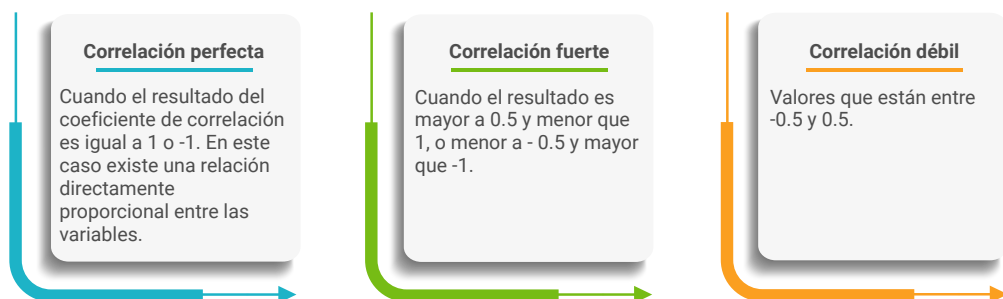 Correlación perfecta
Cuando el resultado del
coeficiente de correlación
es igual a 1 o -1. En este
caso existe una relación
directamente
proporcional entre las
variables.
Correlación fuerte
Cuando el resultado es
mayor a 0.5 y menor que
1, o menor a - 0.5 y mayor
que -1.
Correlación débil
Valores que están entre
-0.5 y 0.5.